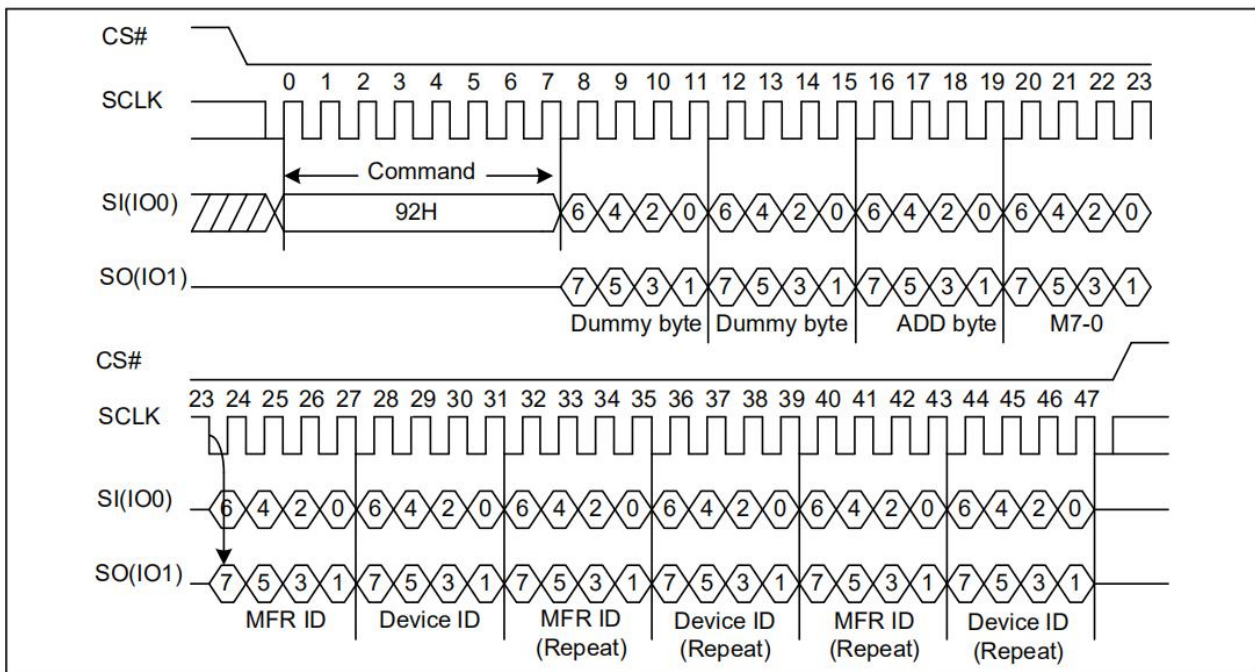 CS#
0 1 2 3 4 5 6 7 8 9 10 11 12 13 14 15 16 17 18 19 20 21 22 23
SCLK
Command
SI(IO0) 92H 6 4 2 0 6 4 2 0 6 4 2 0 6 4 2 0
SO(IO1) 7 5 3 1 7 5 3 1 7 5 3 1 7 5 3 1
Dummy byte Dummy byte ADD byte M7-0
CS#
23 24 25 26 27 28 29 30 31 32 33 34 35 36 37 38 39 40 41 42 43 44 45 46 47
SCLK
SI(IO0) 6 4 2 0 6 4 2 0 6 4 2 0 6 4 2 0 6 4 2 0 6 4 2 0
SO(IO1) 7 5 3 1 7 5 3 1 7 5 3 1 7 5 3 1 7 5 3 1 7 5 3 1
MFR ID Device ID MFR ID Device ID MFR ID Device ID
(Repeat) (Repeat) (Repeat) (Repeat)